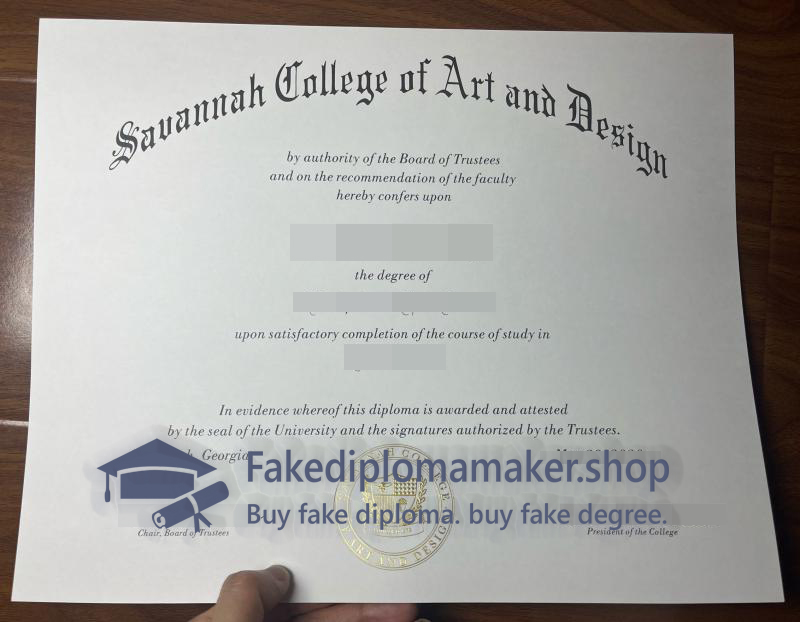 Savannah College of Art and Design
by authority of the Board of Trustees
and on the recommendation of the faculty
hereby confers upon
the degree of
upon satisfactory completion of the course of study in
In evidence whereof this diploma is awarded and attested
by the seal of the University and the signatures authorized by the Trustees.
Georgia
Fakediplomamaker.shop
Buy fake diploma. buy fake degree.
Chair, Board of Trustees
President of the College